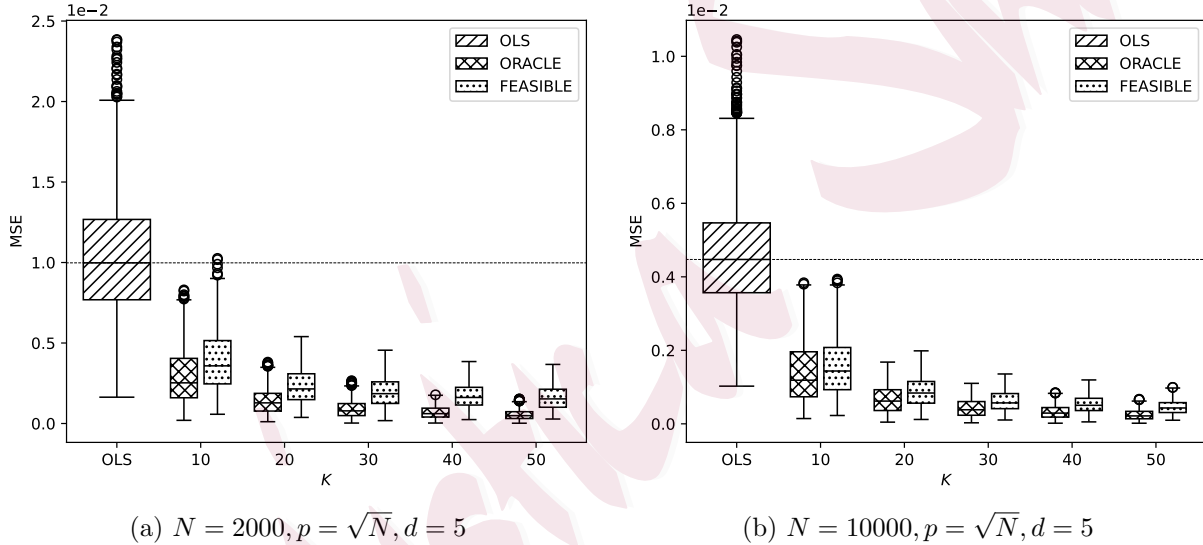 1e−2
2.5
2.0
1.5
1.0
0.5
0.0
MSE
OLS
ORACLE
FEASIBLE
OLS 10 20 30 40 50
K
(a) N = 2000, p = √N, d = 5
1e−2
1.0
0.8
0.6
0.4
0.2
0.0
MSE
OLS
ORACLE
FEASIBLE
OLS 10 20 30 40 50
K
(b) N = 10000, p = √N, d = 5